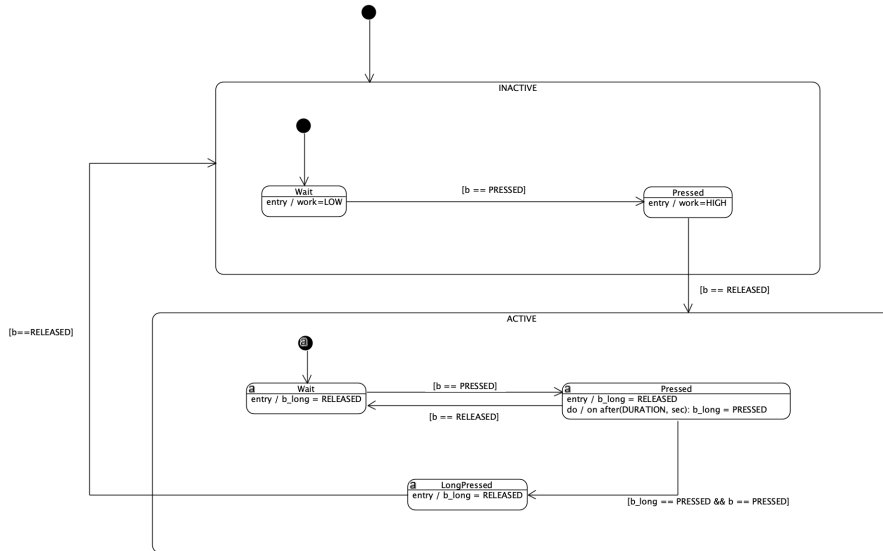 INACTIVE
Wait
entry / work=LOW
[b == PRESSED]
Pressed
entry / work=HIGH
[b == RELEASED]
[b==RELEASED]
ACTIVE
a
a
Wait
entry / b_long = RELEASED
[b == PRESSED]
[b == RELEASED]
a
Pressed
entry / b_long = RELEASED
do / on after(DURATION, sec): b_long = PRESSED
a
LongPressed
entry / b_long = RELEASED
[b_long == PRESSED && b == PRESSED]